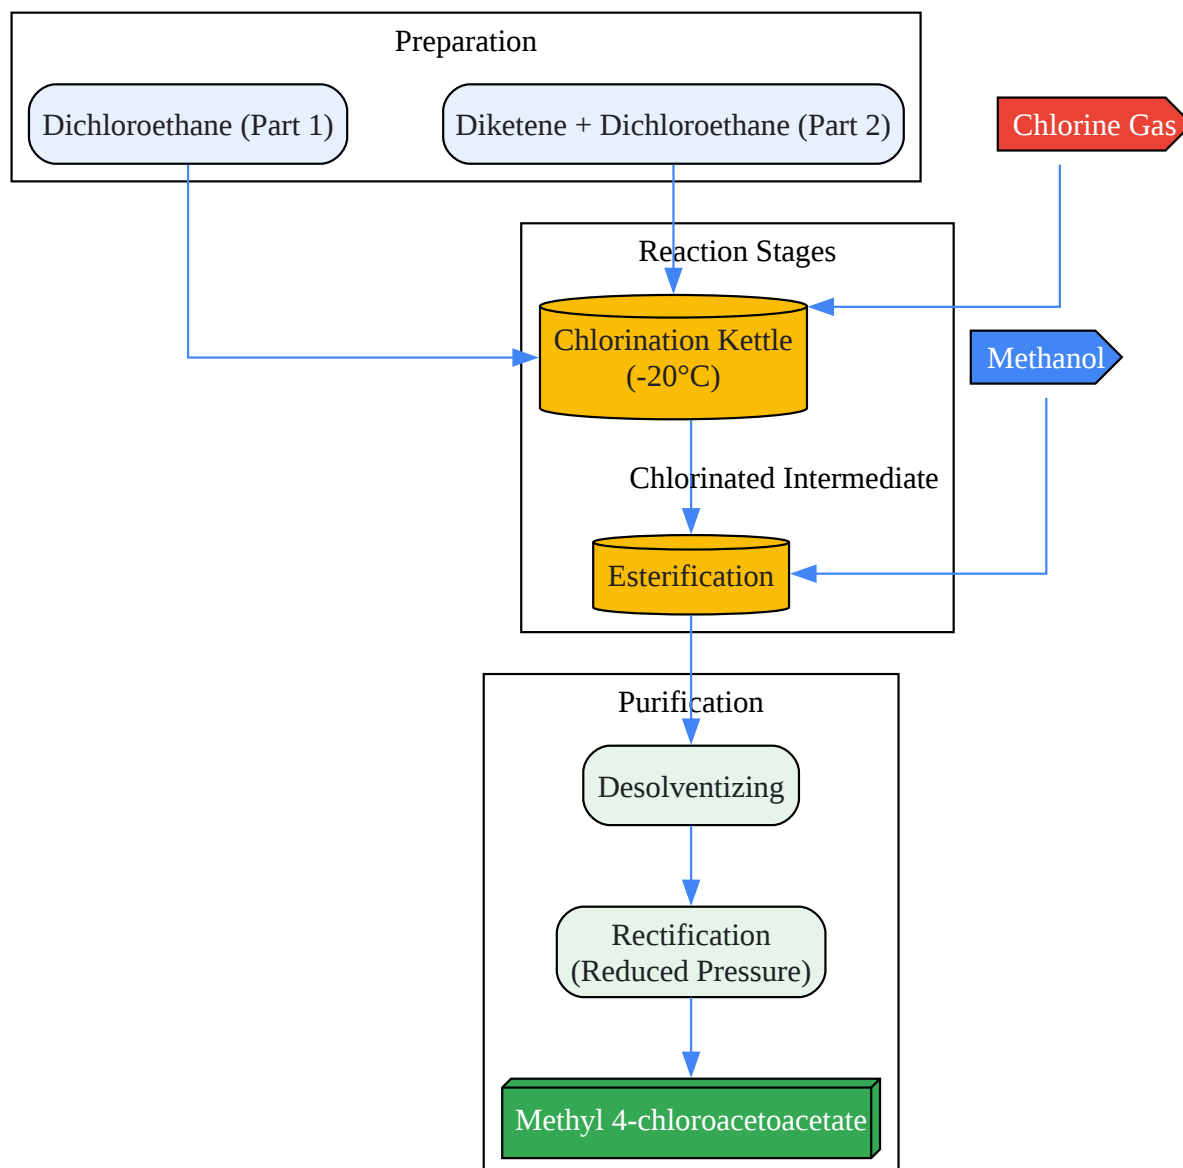 Preparation
Dichloroethane (Part 1)
Diketene + Dichloroethane (Part 2)
Chlorine Gas
Reaction Stages
Chlorination Kettle
(-20°C)
Methanol
Chlorinated Intermediate
Esterification
Purification
Desolventizing
Rectification
(Reduced Pressure)
Methyl 4-chloroacetoacetate